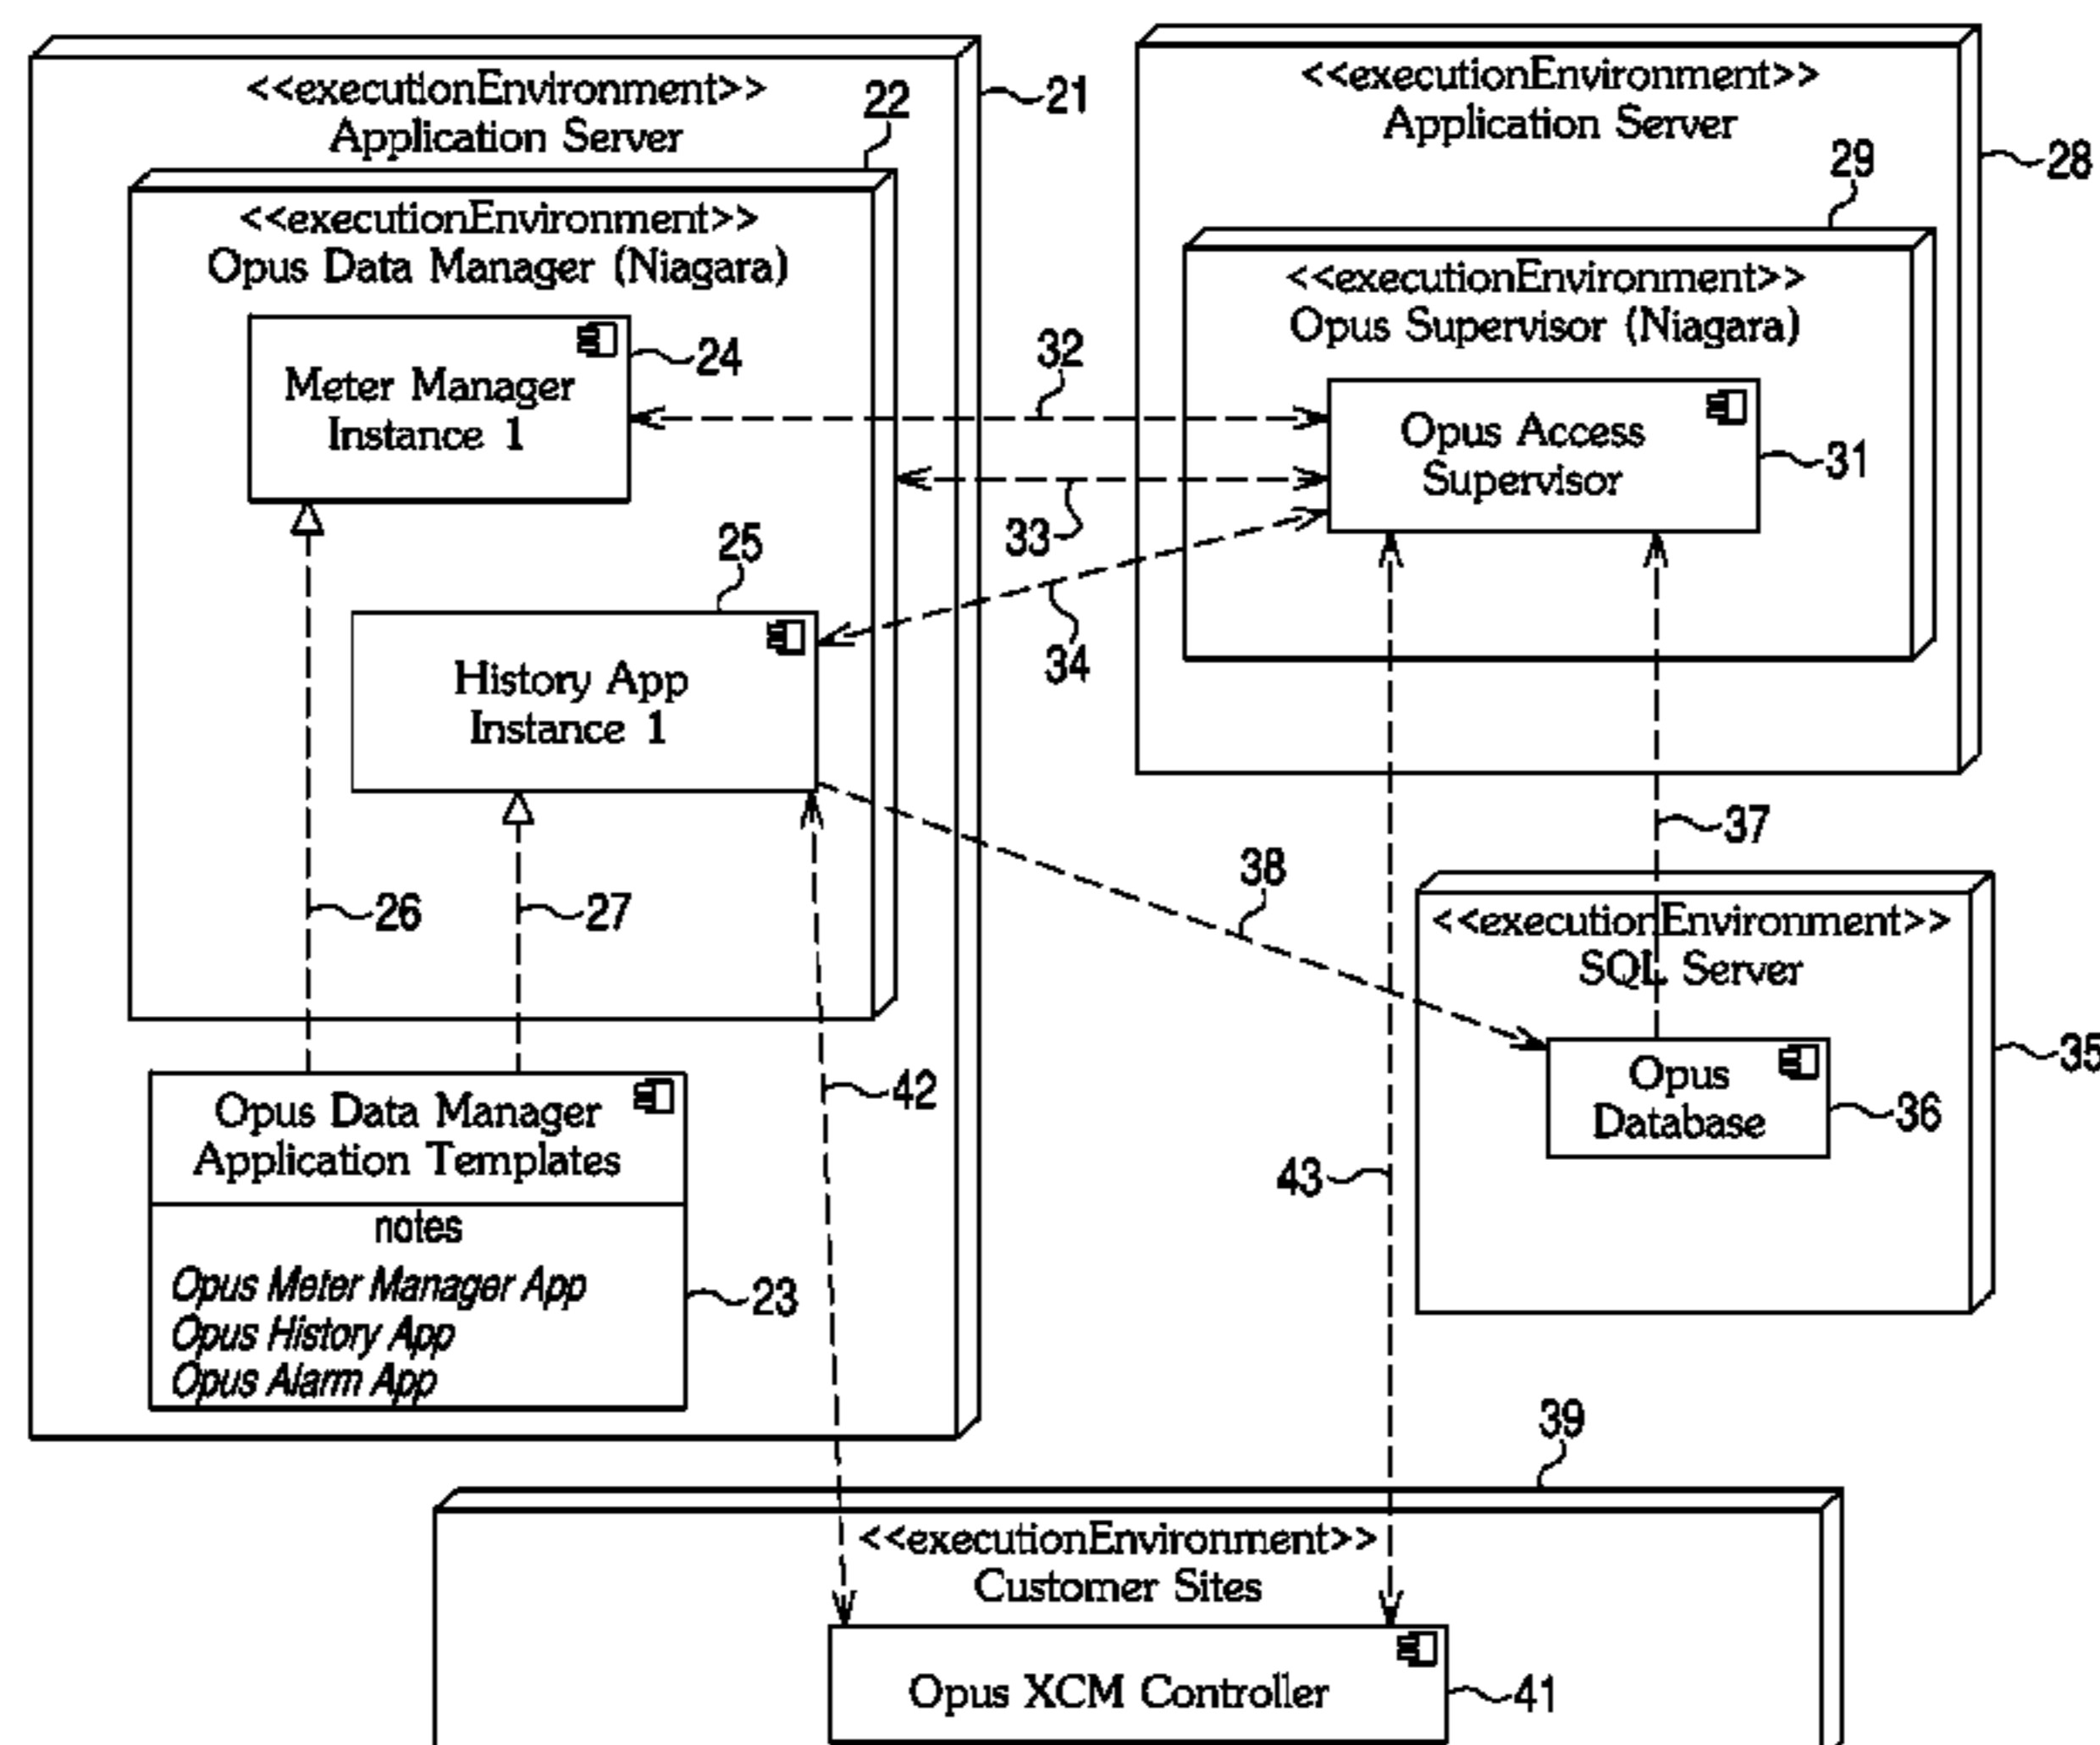 <<executionEnvironment>>
Application Server
21
22
<<executionEnvironment>>
Opus Data Manager (Niagara)
Meter Manager
Instance 1
24
25
History App
Instance 1
26
27
Opus Data Manager
Application Templates
notes
Opus Meter Manager App
Opus History App
Opus Alarm App
23
<<executionEnvironment>>
Application Server
28
29
<<executionEnvironment>>
Opus Supervisor (Niagara)
Opus Access
Supervisor
31
32
33
34
37
38
<<executionEnvironment>>
SQL Server
35
Opus
Database
36
42
43
39
<<executionEnvironment>>
Customer Sites
Opus XCM Controller
41